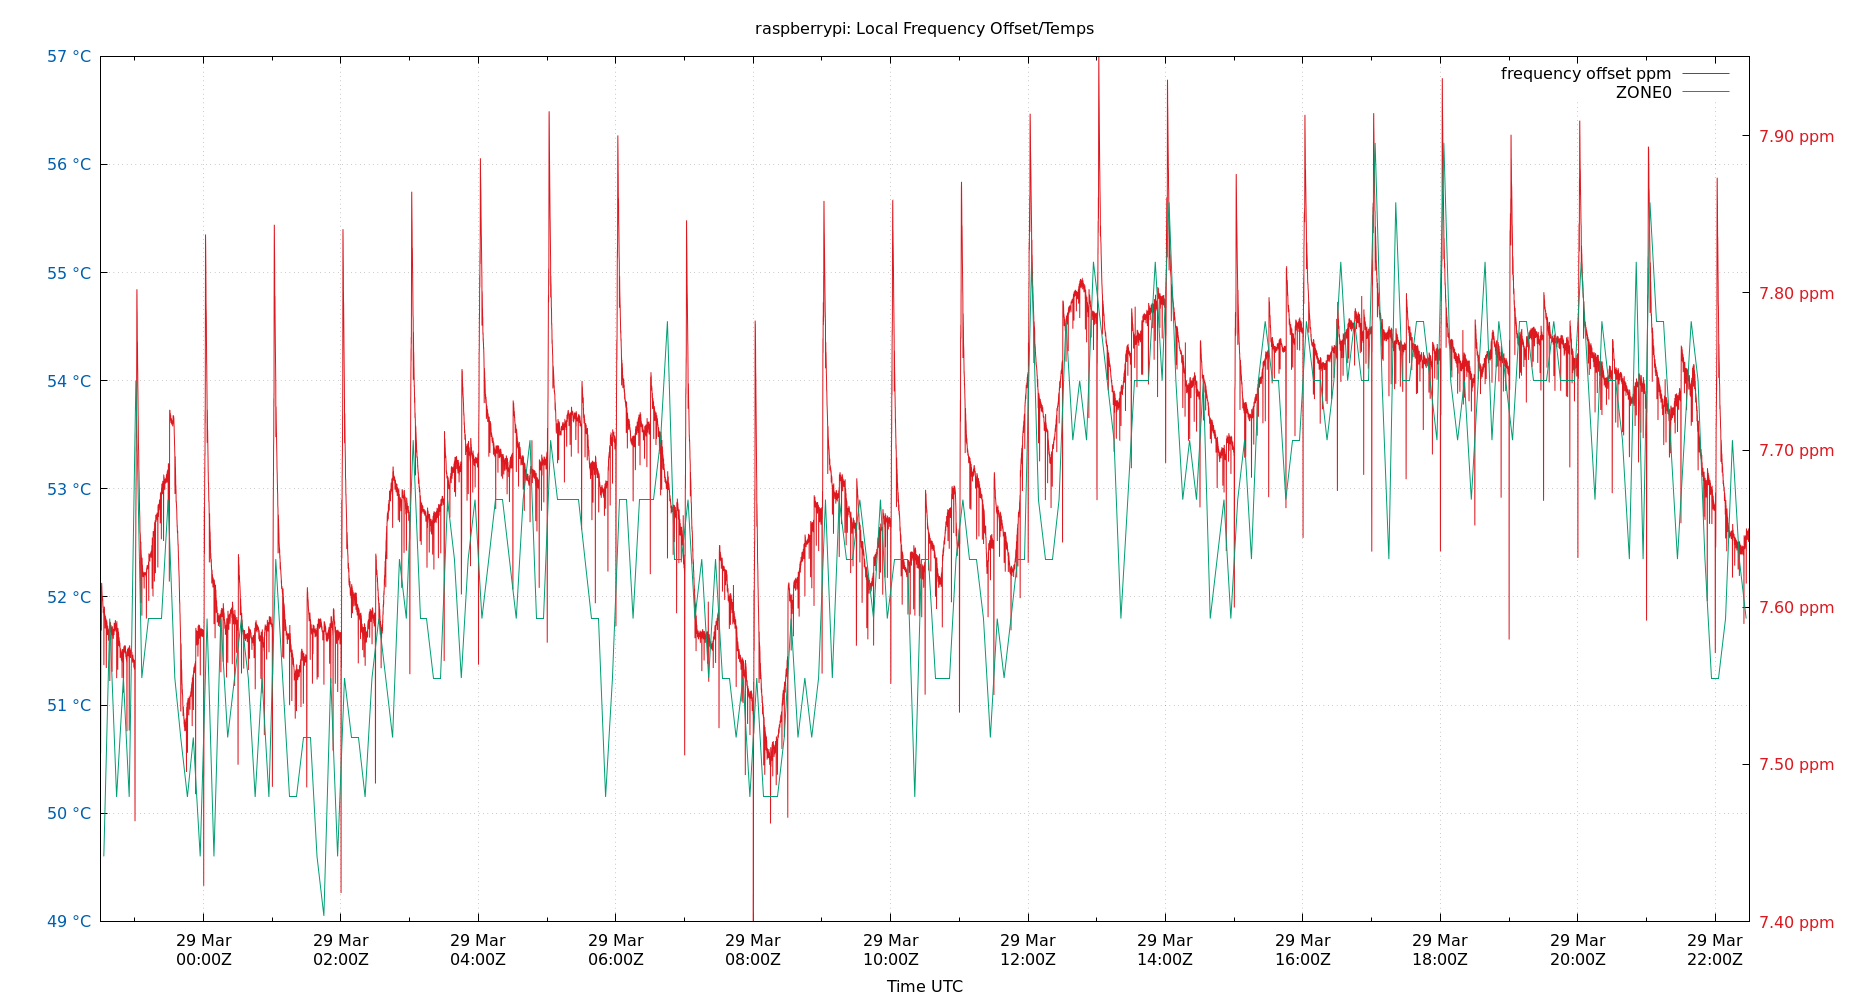 raspberrypi: Local Frequency Offset/Temps
frequency offset ppm
ZONE0
57 °C
56 °C
55 °C
54 °C
53 °C
52 °C
51 °C
50 °C
49 °C
7.90 ppm
7.80 ppm
7.70 ppm
7.60 ppm
7.50 ppm
7.40 ppm
29 Mar 29 Mar 29 Mar 29 Mar 29 Mar 29 Mar 29 Mar 29 Mar 29 Mar 29 Mar 29 Mar 29 Mar
00:00Z 02:00Z 04:00Z 06:00Z 08:00Z 10:00Z 12:00Z 14:00Z 16:00Z 18:00Z 20:00Z 22:00Z
Time UTC